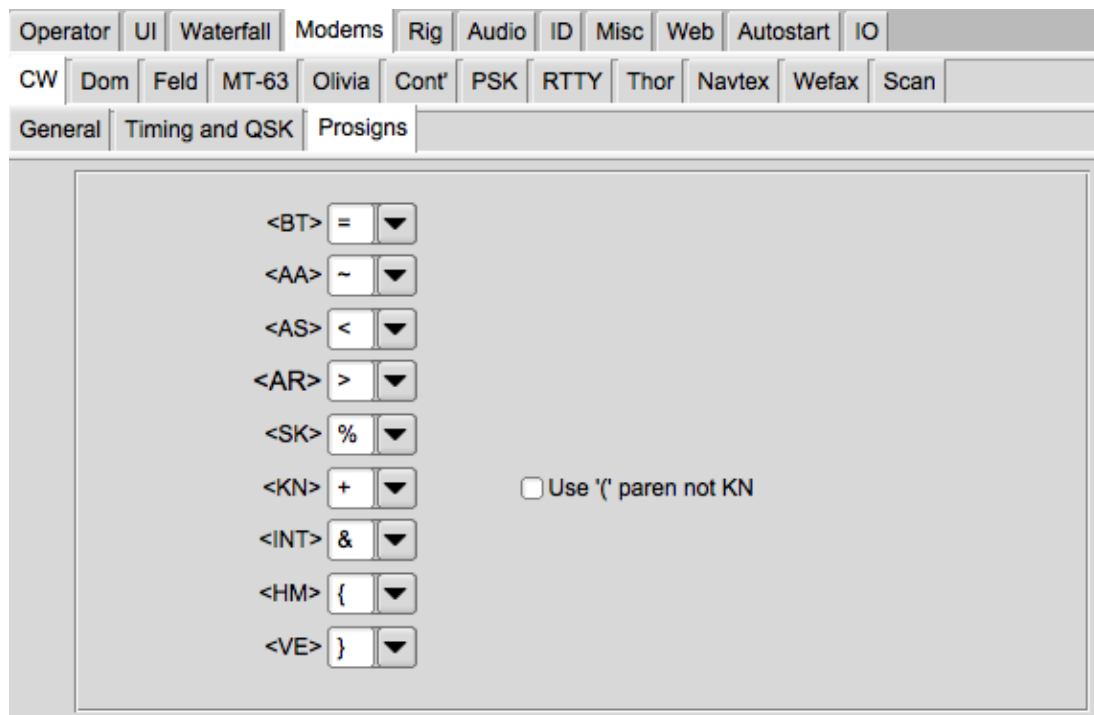 Operator UI Waterfall Modems Rig Audio ID Misc Web Autostart IO
CW Dom Feld MT-63 Olivia Cont' PSK RTTY Thor Navtex Wefax Scan
General Timing and QSK Prosigns
<BT> =
<AA> ~
<AS> <
<AR> >
<SK> %
<KN> + Use '(' paren not KN
<INT> &
<HM> {
<VE> }